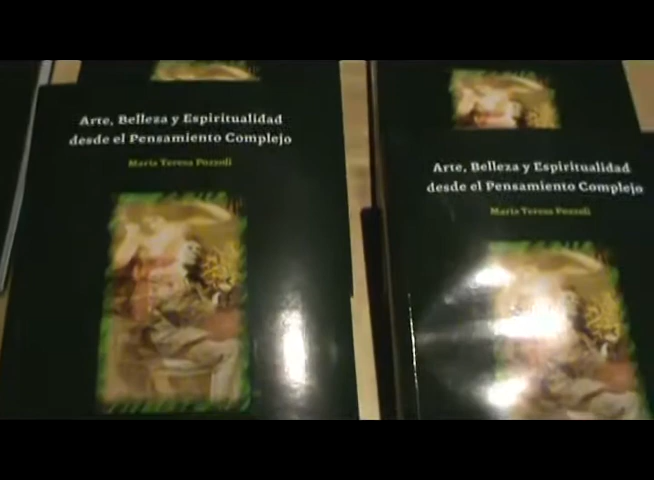 Arte, Belleza y Espiritualidad
desde el Pensamiento Complejo
María Teresa Pozzoli
Arte, Belleza y Espiritualidad
desde el Pensamiento Complejo
María Teresa Pozzoli